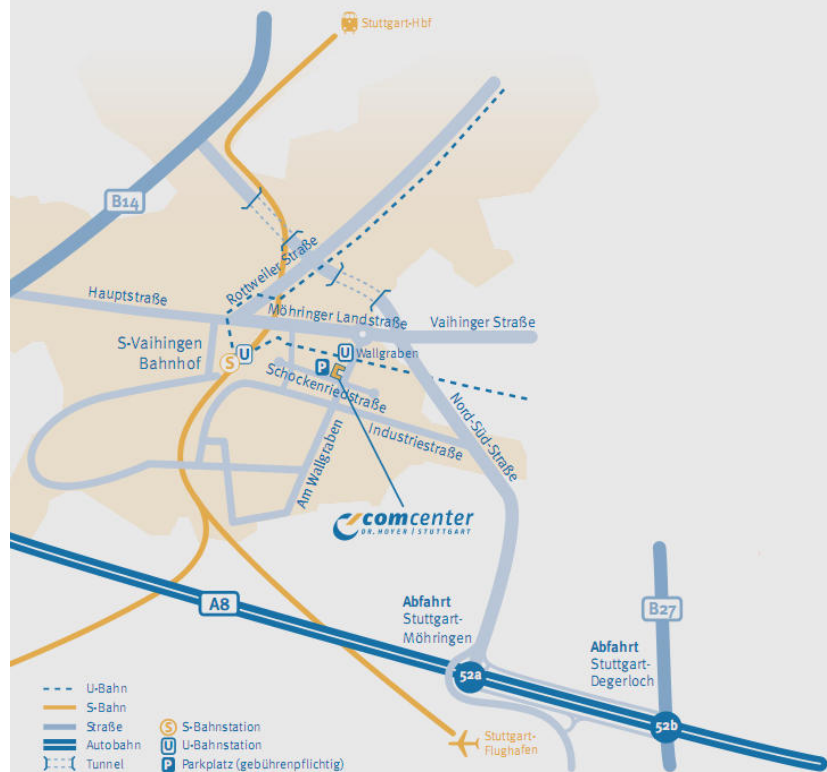 Stuttgart-Hbf
B14
Rottweiler Straße
Hauptstraße
Möhringer Landstraße
Vaihinger Straße
S-Vaihingen
Bahnhof
S
U
U
Wallgraben
P
Schockenriedstraße
Nord-Süd-Straße
Industriestraße
Am Wallgraben
comcenter
DR. HOYER | STUTTGART
A8
Abfahrt
Stuttgart-
Möhringen
B27
Abfahrt
Stuttgart-
Degerloch
52a
52b
Stuttgart-
Flughafen
U-Bahn
S-Bahn
Straße
S S-Bahnstation
Autobahn
U U-Bahnstation
Tunnel
P Parkplatz (gebührenpflichtig)